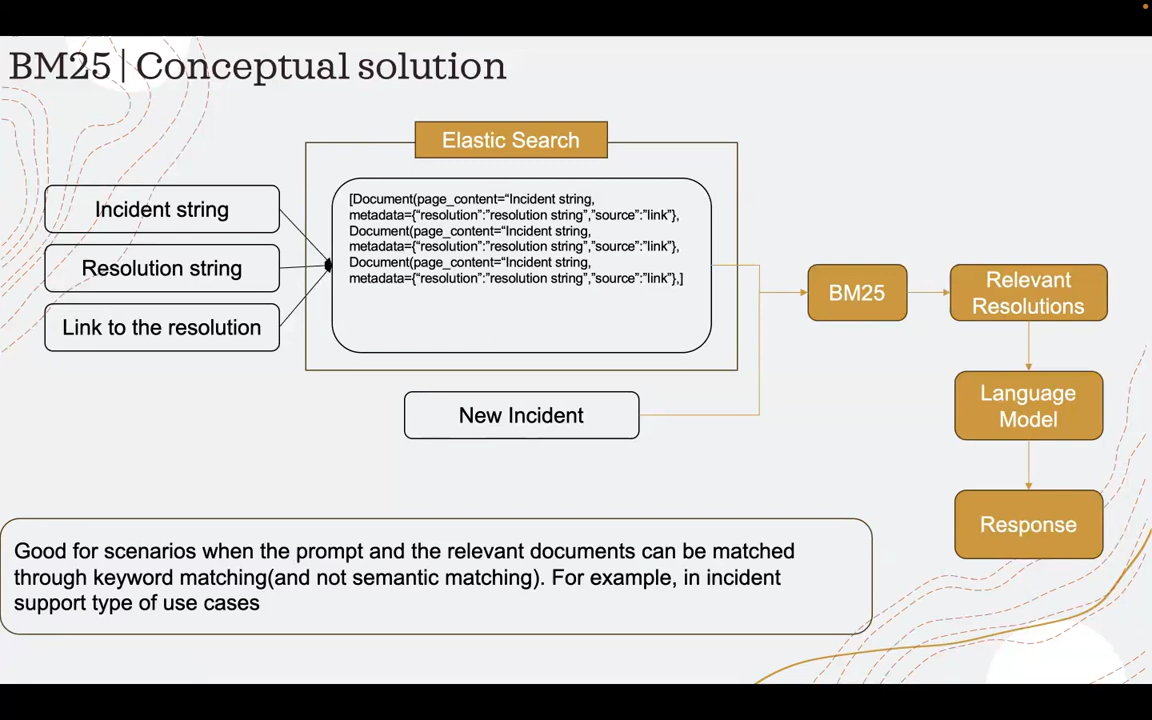 BM25 | Conceptual solution
Elastic Search
Incident string
Resolution string
Link to the resolution
[Document(page_content=“Incident string,
metadata={“resolution”:”resolution string”,”source”:”link”},
Document(page_content=“Incident string,
metadata={“resolution”:”resolution string”,”source”:”link”},
Document(page_content=“Incident string,
metadata={“resolution”:”resolution string”,”source”:”link”},]
New Incident
BM25
Relevant
Resolutions
Language
Model
Response
Good for scenarios when the prompt and the relevant documents can be matched
through keyword matching(and not semantic matching). For example, in incident
support type of use cases